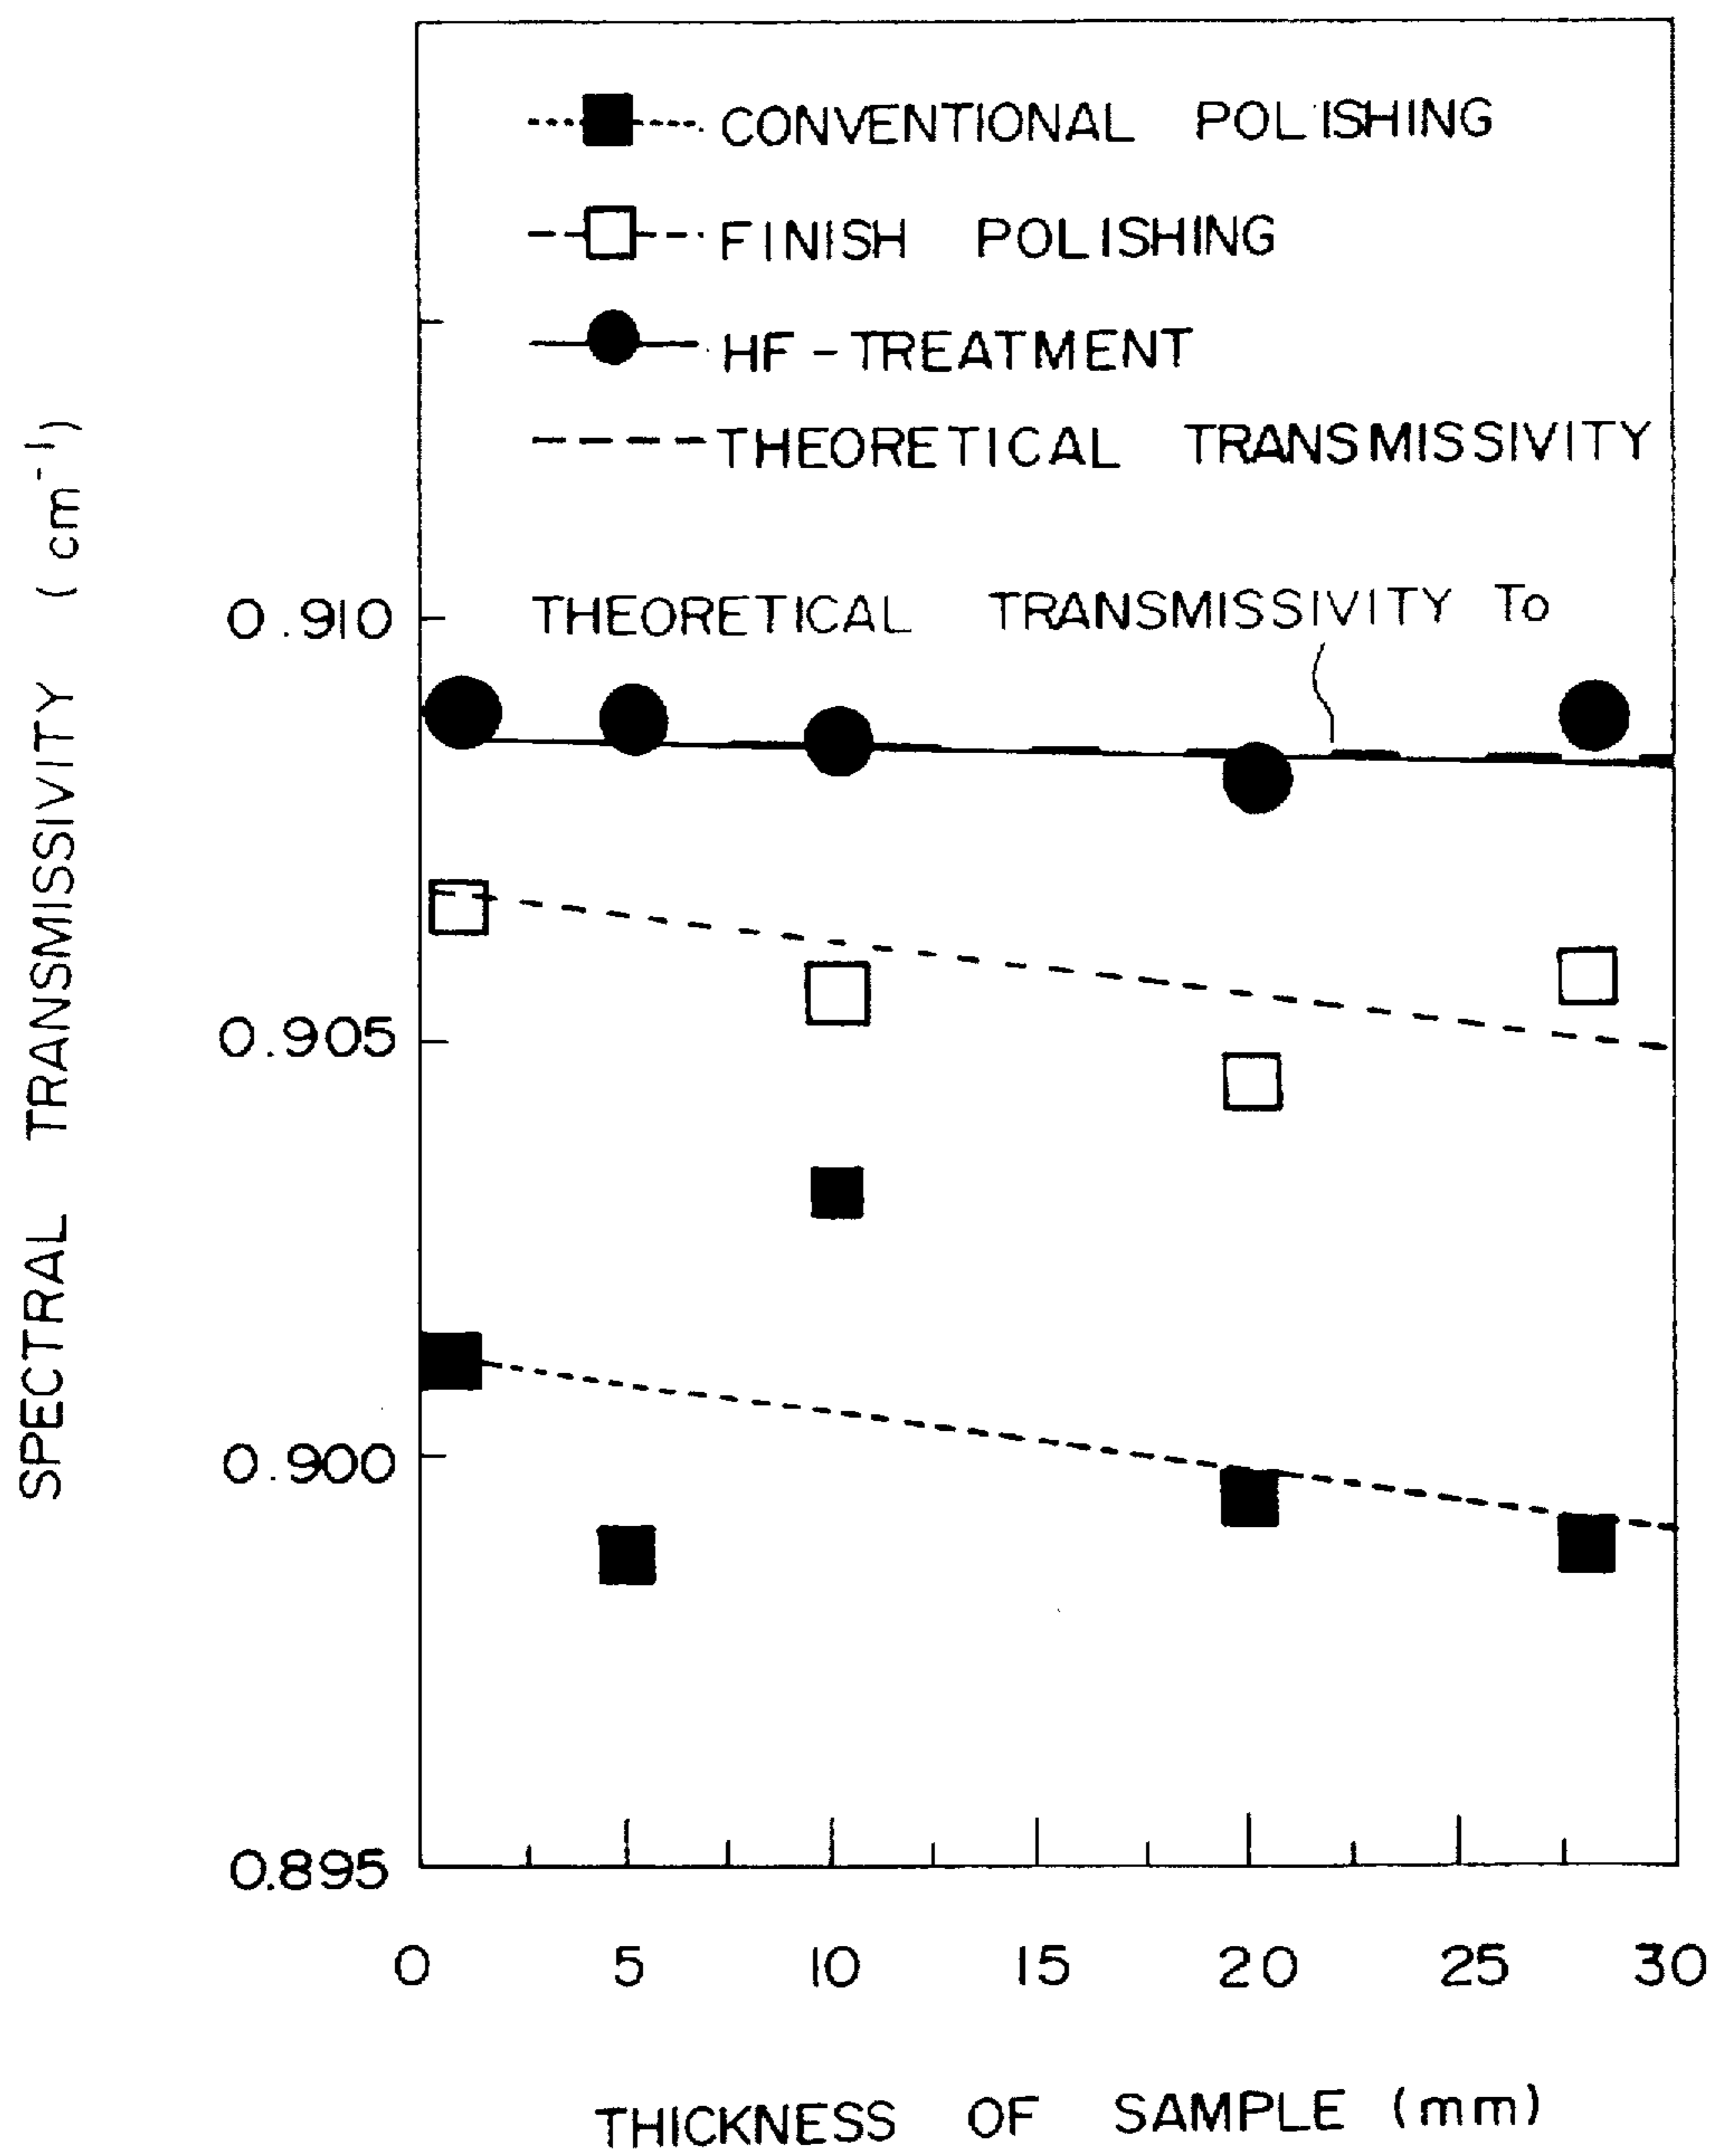 CONVENTIONAL POLISHING
FINISH POLISHING
HF-TREATMENT
THEORETICAL TRANSMISSIVITY
THEORETICAL TRANSMISSIVITY To
SPECTRAL TRANSMISSIVITY (cm⁻¹)
0.910
0.905
0.900
0.895
0 5 10 15 20 25 30
THICKNESS OF SAMPLE (mm)